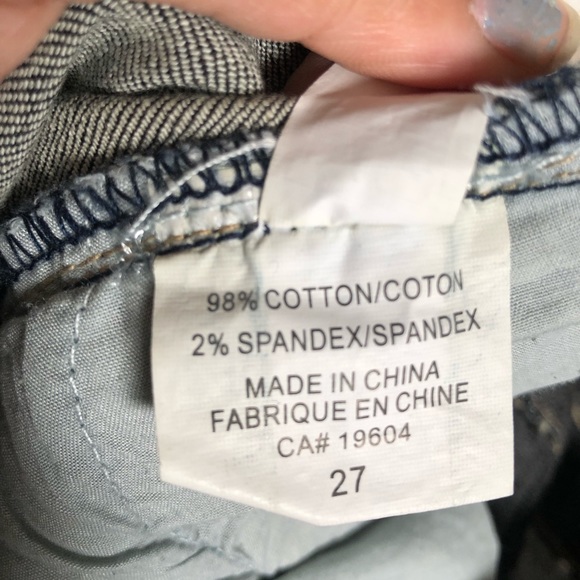 98% COTTON/COTON
2% SPANDEX/SPANDEX
MADE IN CHINA
FABRIQUE EN CHINE
CA# 19604
27